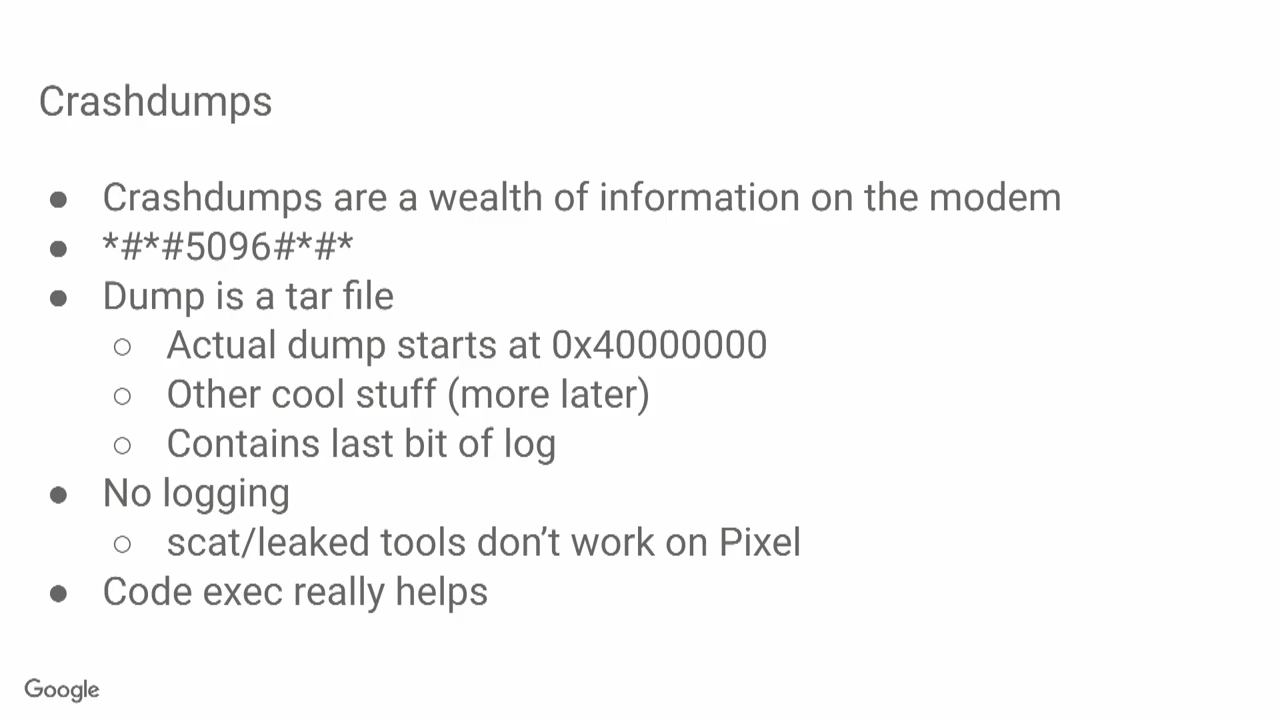 Crashdumps
● Crashdumps are a wealth of information on the modem
● *#*#5096#*#*
● Dump is a tar file
○ Actual dump starts at 0x40000000
○ Other cool stuff (more later)
○ Contains last bit of log
● No logging
○ scat/leaked tools don’t work on Pixel
● Code exec really helps
Google